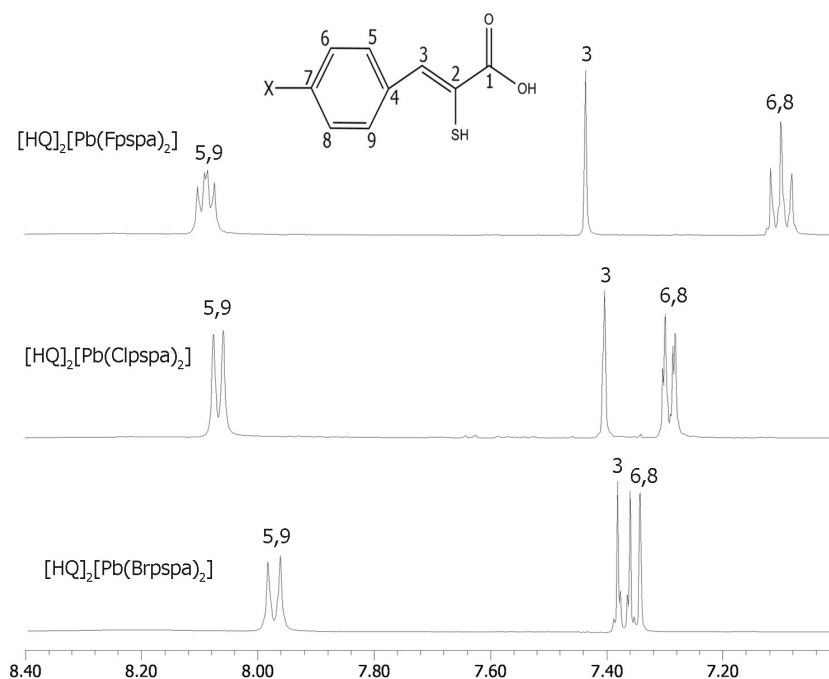 O
6 5 3
3
X 7 4 2 1 OH
6,8
8 9 SH
[HQ]2[Pb(Fpspa)2]
5,9
3
6,8
5,9
[HQ]2[Pb(Clpspa)2]
3
6,8
5,9
[HQ]2[Pb(Brpspa)2]
8.40 8.20 8.00 7.80 7.60 7.40 7.20